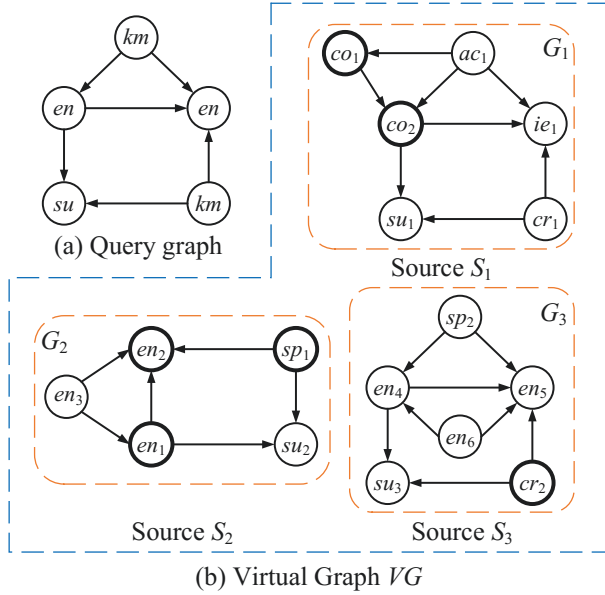 km
en
en
su
km
(a) Query graph
G1
co1
ac1
co2
ie1
su1
cr1
Source S1
G2
en2
sp1
en3
en1
su2
Source S2
G3
sp2
en4
en5
en6
su3
cr2
Source S3
(b) Virtual Graph VG